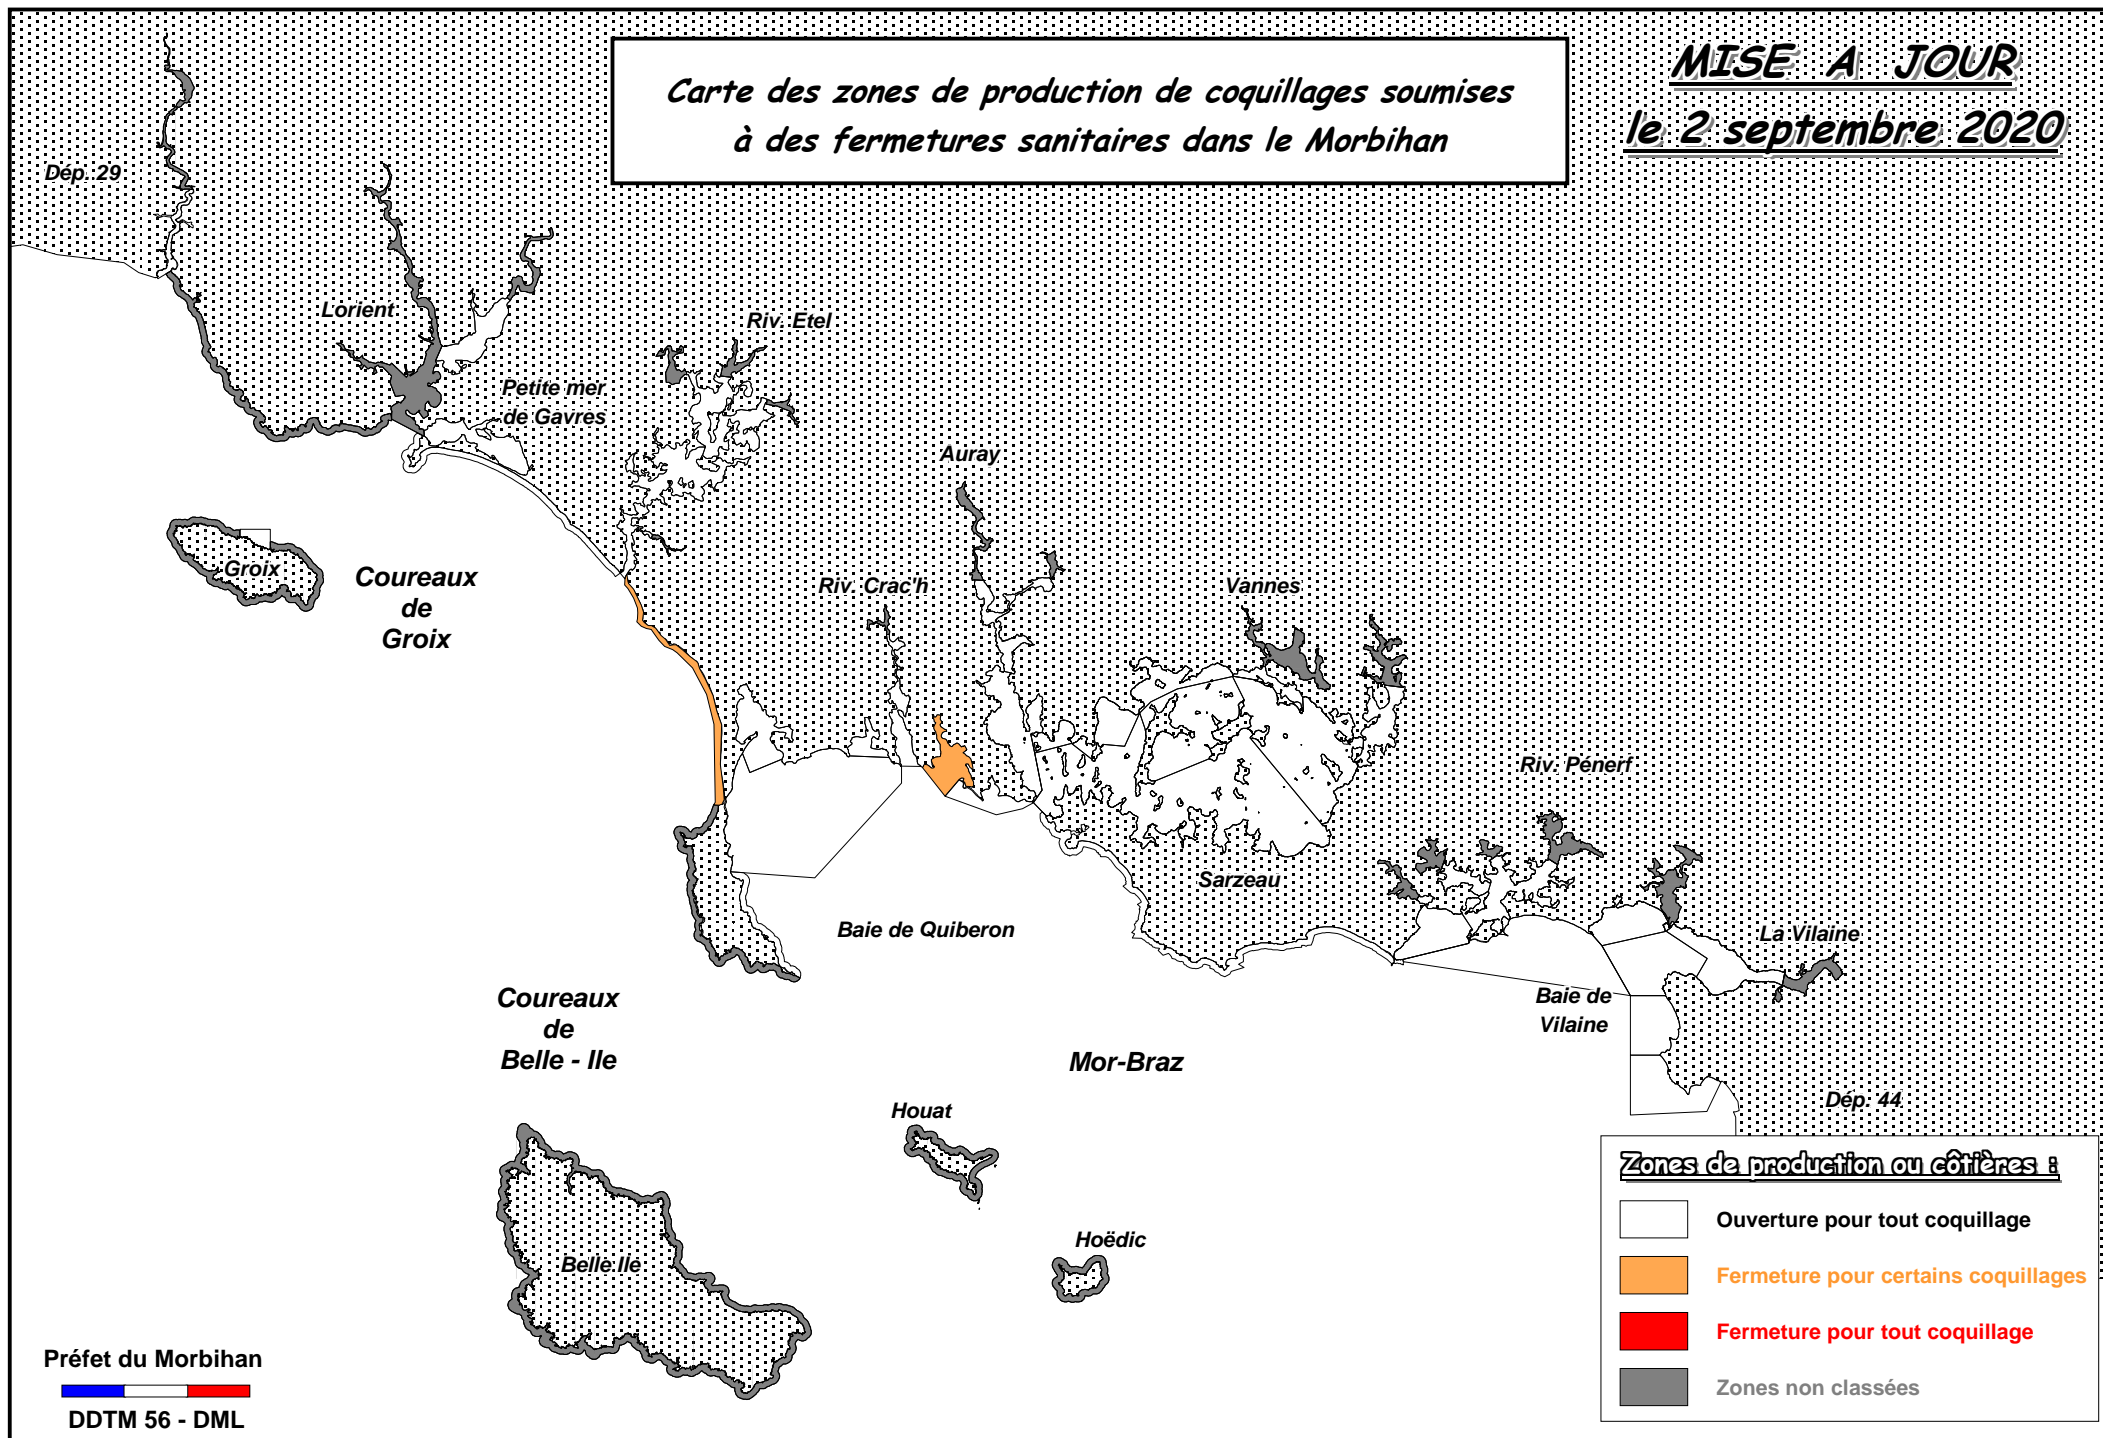 Carte des zones de production de coquillages soumises
à des fermetures sanitaires dans le Morbihan
MISE A JOUR
le 2 septembre 2020
Dép. 29
Lorient
Riv. Etel
Petite mer
de Gavres
Auray
Groix
Coureaux
de
Groix
Riv. Crac'h
Vannes
Riv. Pénerf
Sarzeau
Baie de Quiberon
La Vilaine
Coureaux
de
Belle - Ile
Baie de
Vilaine
Mor-Braz
Houat
Dép. 44
Hoëdic
Belle Ile
Zones de production ou côtières :
Ouverture pour tout coquillage
Fermeture pour certains coquillages
Fermeture pour tout coquillage
Zones non classées
Préfet du Morbihan
DDTM 56 - DML